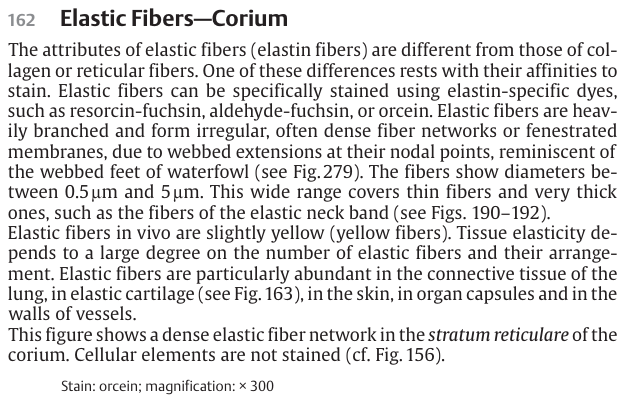 162 Elastic Fibers—Corium
The attributes of elastic fibers (elastin fibers) are different from those of col-
lagen or reticular fibers. One of these differences rests with their affinities to
stain. Elastic fibers can be specifically stained using elastin-specific dyes,
such as resorcin-fuchsin, aldehyde-fuchsin, or orcein. Elastic fibers are heav-
ily branched and form irregular, often dense fiber networks or fenestrated
membranes, due to webbed extensions at their nodal points, reminiscent of
the webbed feet of waterfowl (see Fig. 279). The fibers show diameters be-
tween 0.5 μm and 5 μm. This wide range covers thin fibers and very thick
ones, such as the fibers of the elastic neck band (see Figs. 190–192).
Elastic fibers in vivo are slightly yellow (yellow fibers). Tissue elasticity de-
pends to a large degree on the number of elastic fibers and their arrange-
ment. Elastic fibers are particularly abundant in the connective tissue of the
lung, in elastic cartilage (see Fig. 163), in the skin, in organ capsules and in the
walls of vessels.
This figure shows a dense elastic fiber network in the stratum reticulare of the
corium. Cellular elements are not stained (cf. Fig. 156).
Stain: orcein; magnification: × 300